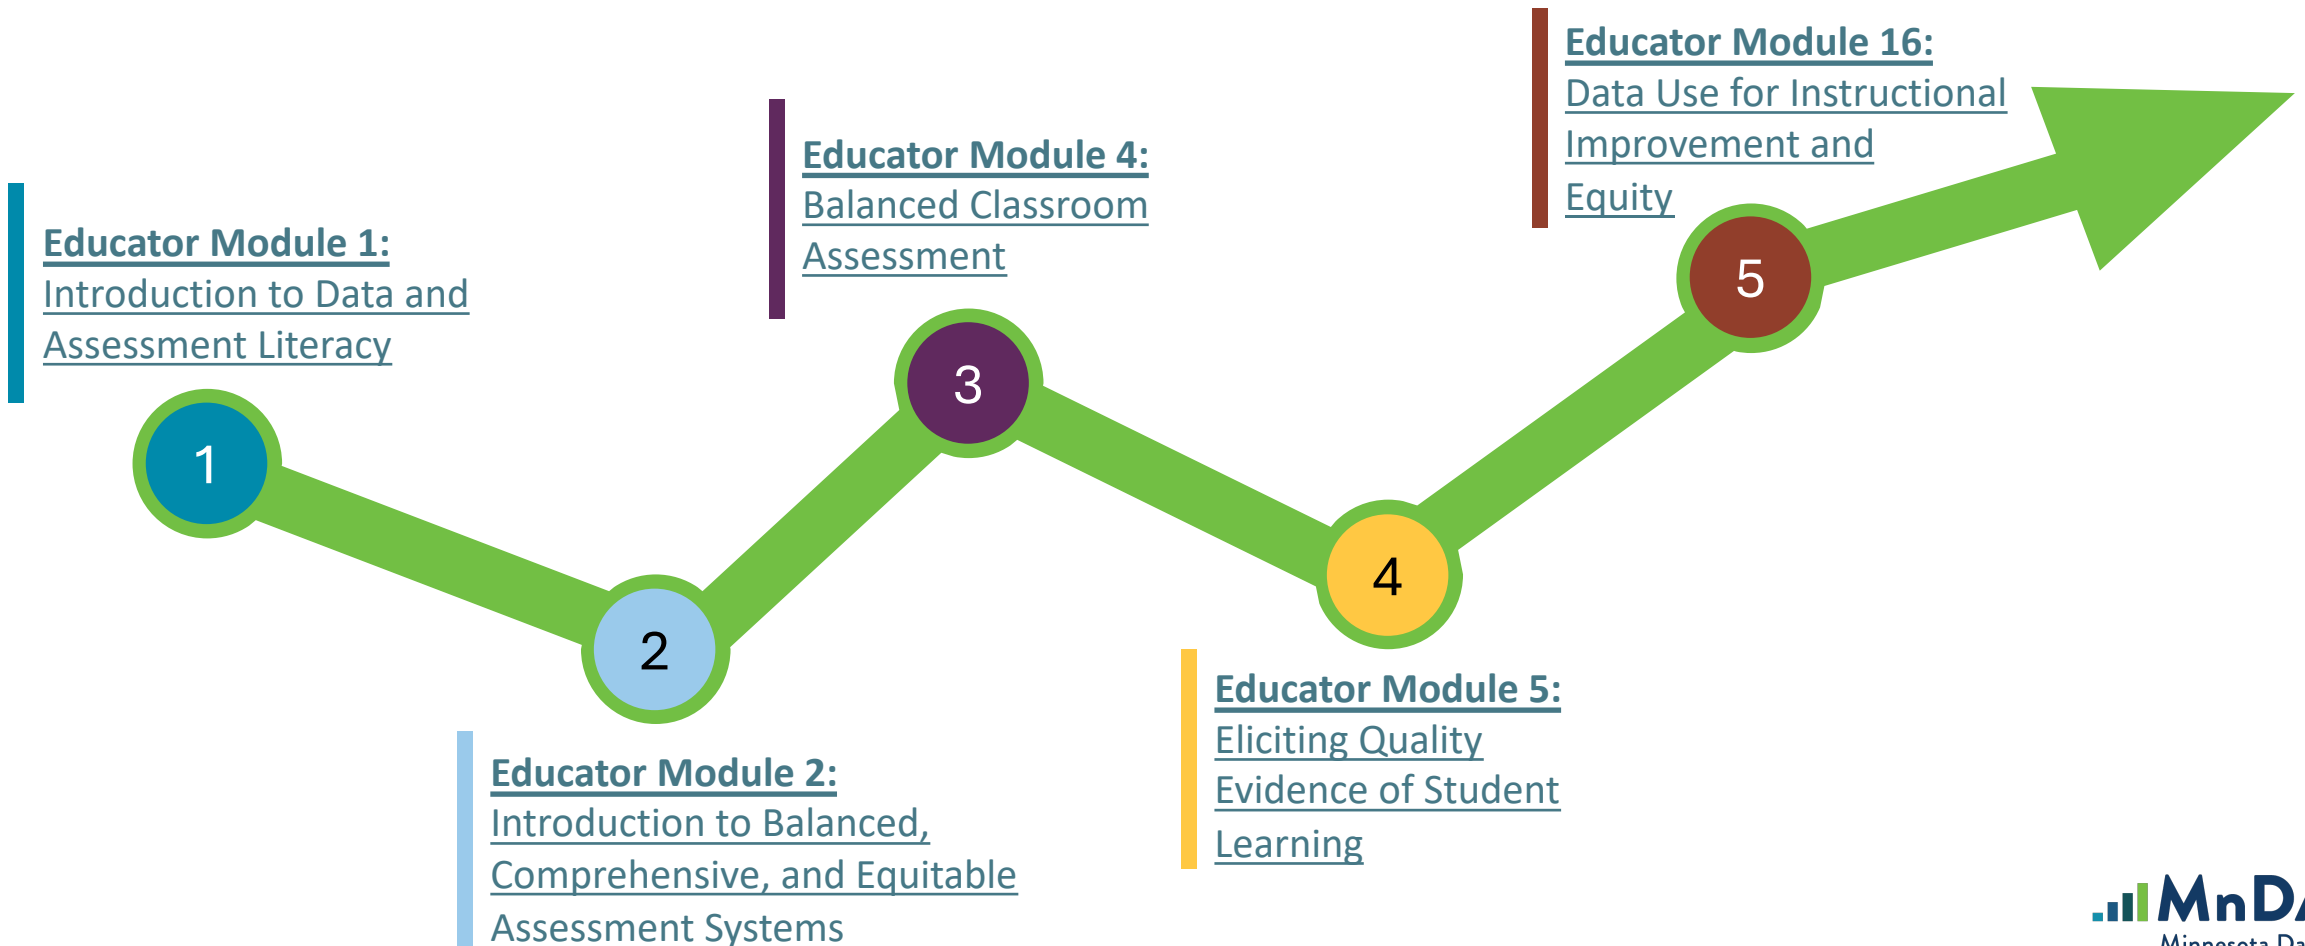 Educator Module 1:
Introduction to Data and
Assessment Literacy
1
2
Educator Module 2:
Introduction to Balanced,
Comprehensive, and Equitable
Assessment Systems
Educator Module 4:
Balanced Classroom
Assessment
3
4
Educator Module 5:
Eliciting Quality
Evidence of Student
Learning
Educator Module 16:
Data Use for Instructional
Improvement and
Equity
5
MnD
Minnesota